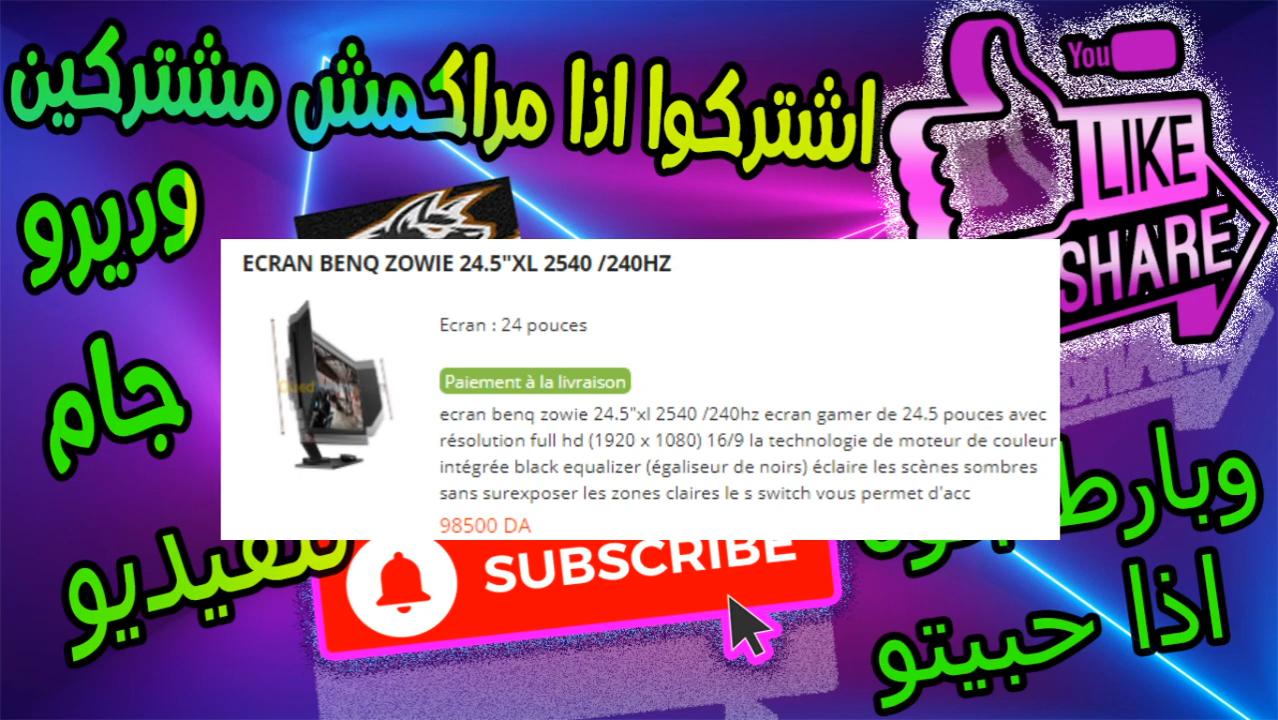 اشتركوا اذا مراكمش مشتركين
وديرو
جام
لتفيديو
You
LIKE
SHARE
ECRAN BENQ ZOWIE 24.5"XL 2540 /240HZ
Ecran : 24 pouces
Paiement à la livraison
ecran benq zowie 24.5"xl 2540 /240hz ecran gamer de 24.5 pouces avec
résolution full hd (1920 x 1080) 16/9 la technologie de moteur de couleur
intégrée black equalizer (égaliseur de noirs) éclaire les scènes sombres
sans surexposer les zones claires le s switch vous permet d'acc
98500 DA
SUBSCRIBE
اذا حبيتو